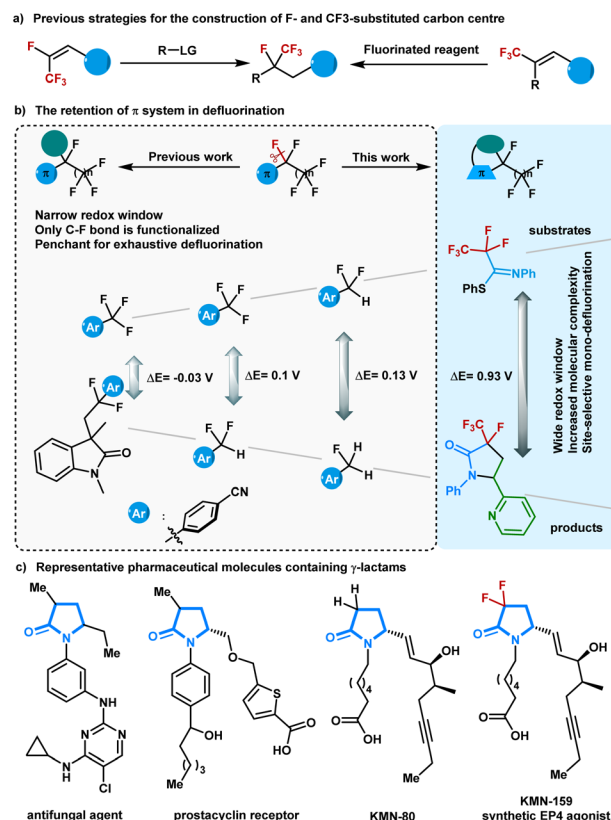 a) Previous strategies for the construction of F- and CF3-substituted carbon centre
F
CF3
R—LG
F
CF3
R
Fluorinated reagent
F3C
R
b) The retention of π system in defluorination
π
F
F
( )n
F
F
Previous work
F
F
π
( )n
F
F
This work
π
F
F
( )n
F
F
Narrow redox window
Only C-F bond is functionalized
Penchant for exhaustive defluorination
substrates
F
F3C
F
NPh
PhS
F
F
F
Ar
F
F
F
Ar
F
F
H
Ar
ΔE= -0.03 V
ΔE= 0.1 V
ΔE= 0.13 V
ΔE= 0.93 V
Wide redox window
Increased molecular complexity
Site-selective mono-defluorination
Ar
F
F
N
O
F
F
H
Ar
F
H
H
Ar
F3C
F
O
N
Ph
N
Ar
:
CN
products
c) Representative pharmaceutical molecules containing γ-lactams
Me
O
N
Me
NH
N
N
NH
Cl
antifungal agent
Me
O
N
O
S
O
HO
OH
( )3
Me
prostacyclin receptor
H
H
O
N
OH
( )4
O
OH
Me
KMN-80
F
F
O
N
OH
( )4
O
OH
Me
KMN-159
synthetic EP4 agonist